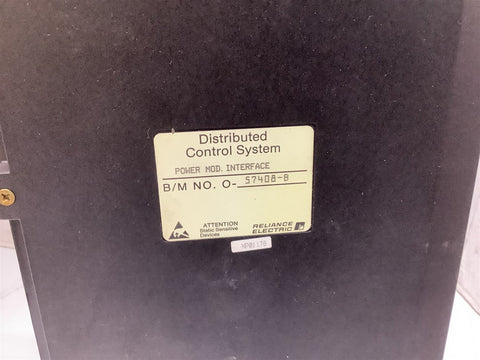 Distributed
Control System
POWER MOD. INTERFACE
B/M NO. O- 57408-B
ATTENTION
Static Sensitive
Devices
RELIANCE
ELECTRIC